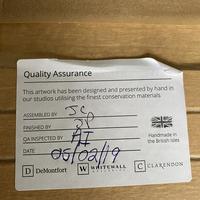 Quality Assurance
This artwork has been designed and presented by hand in
our studios utilising the finest conservation materials
ASSEMBLED BY JCP
FINISHED BY
QA INSPECTED BY AI
DATE 05/02/19
Handmade in
the British Isles
D DEMONTFORT
W WHITEWALL
C CLARENDON